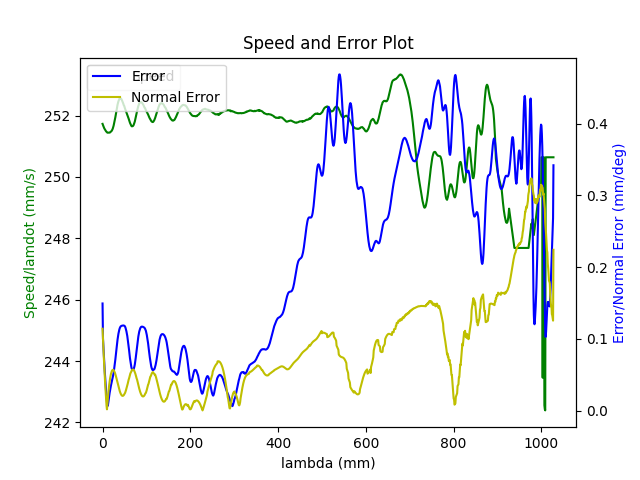 Speed and Error Plot
Error
Normal Error
252
250
248
246
244
242
0.4
0.3
0.2
0.1
0.0
0
200
400
600
800
1000
lambda (mm)
Speed/lamdot (mm/s)
Error/Normal Error (mm/deg)